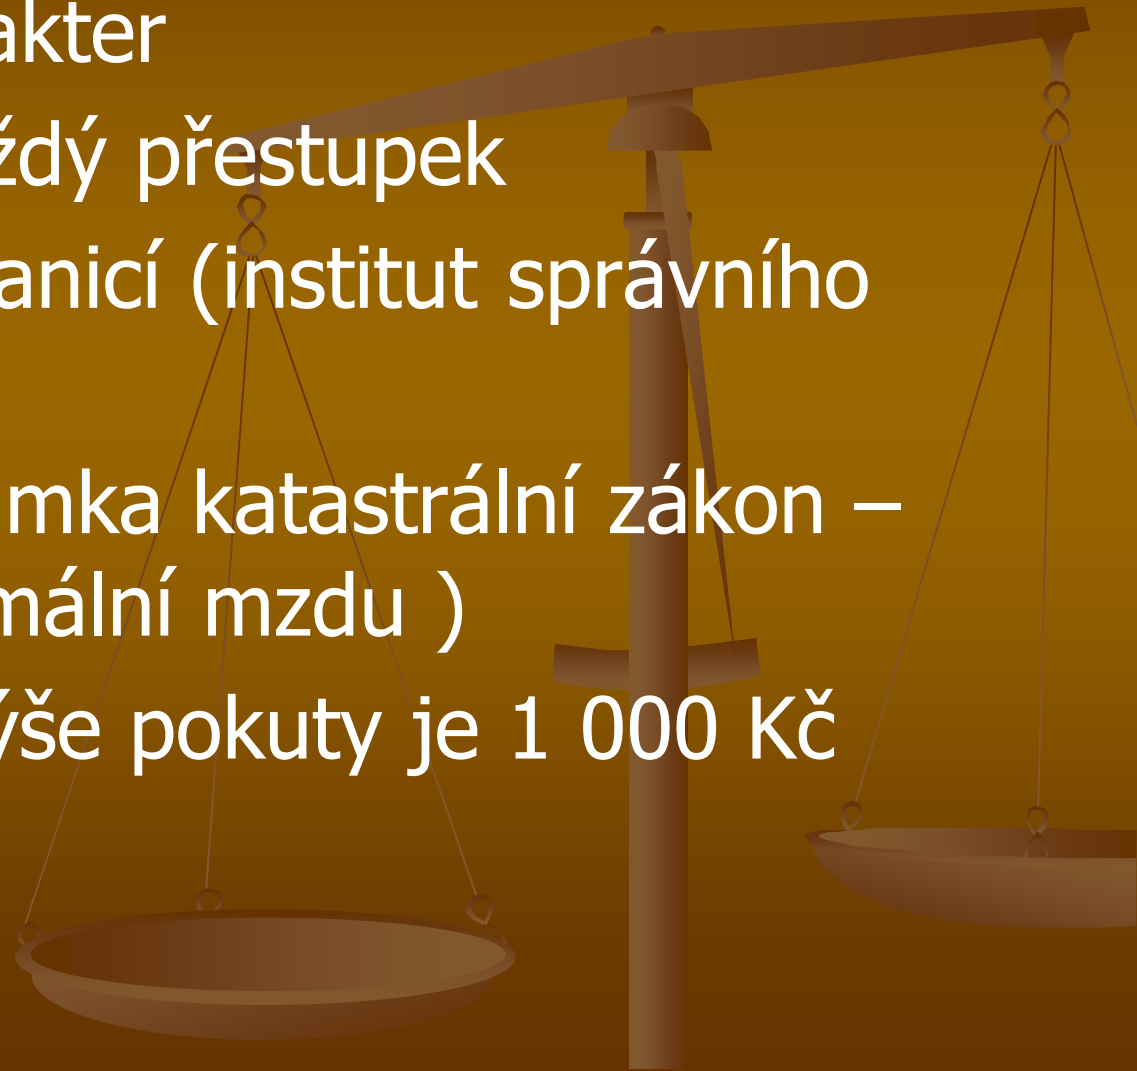 akter
ždý přestupek
anicí (institut správního
mka katastrální zákon –
mální mzdu )
ýše pokuty je 1 000 Kč